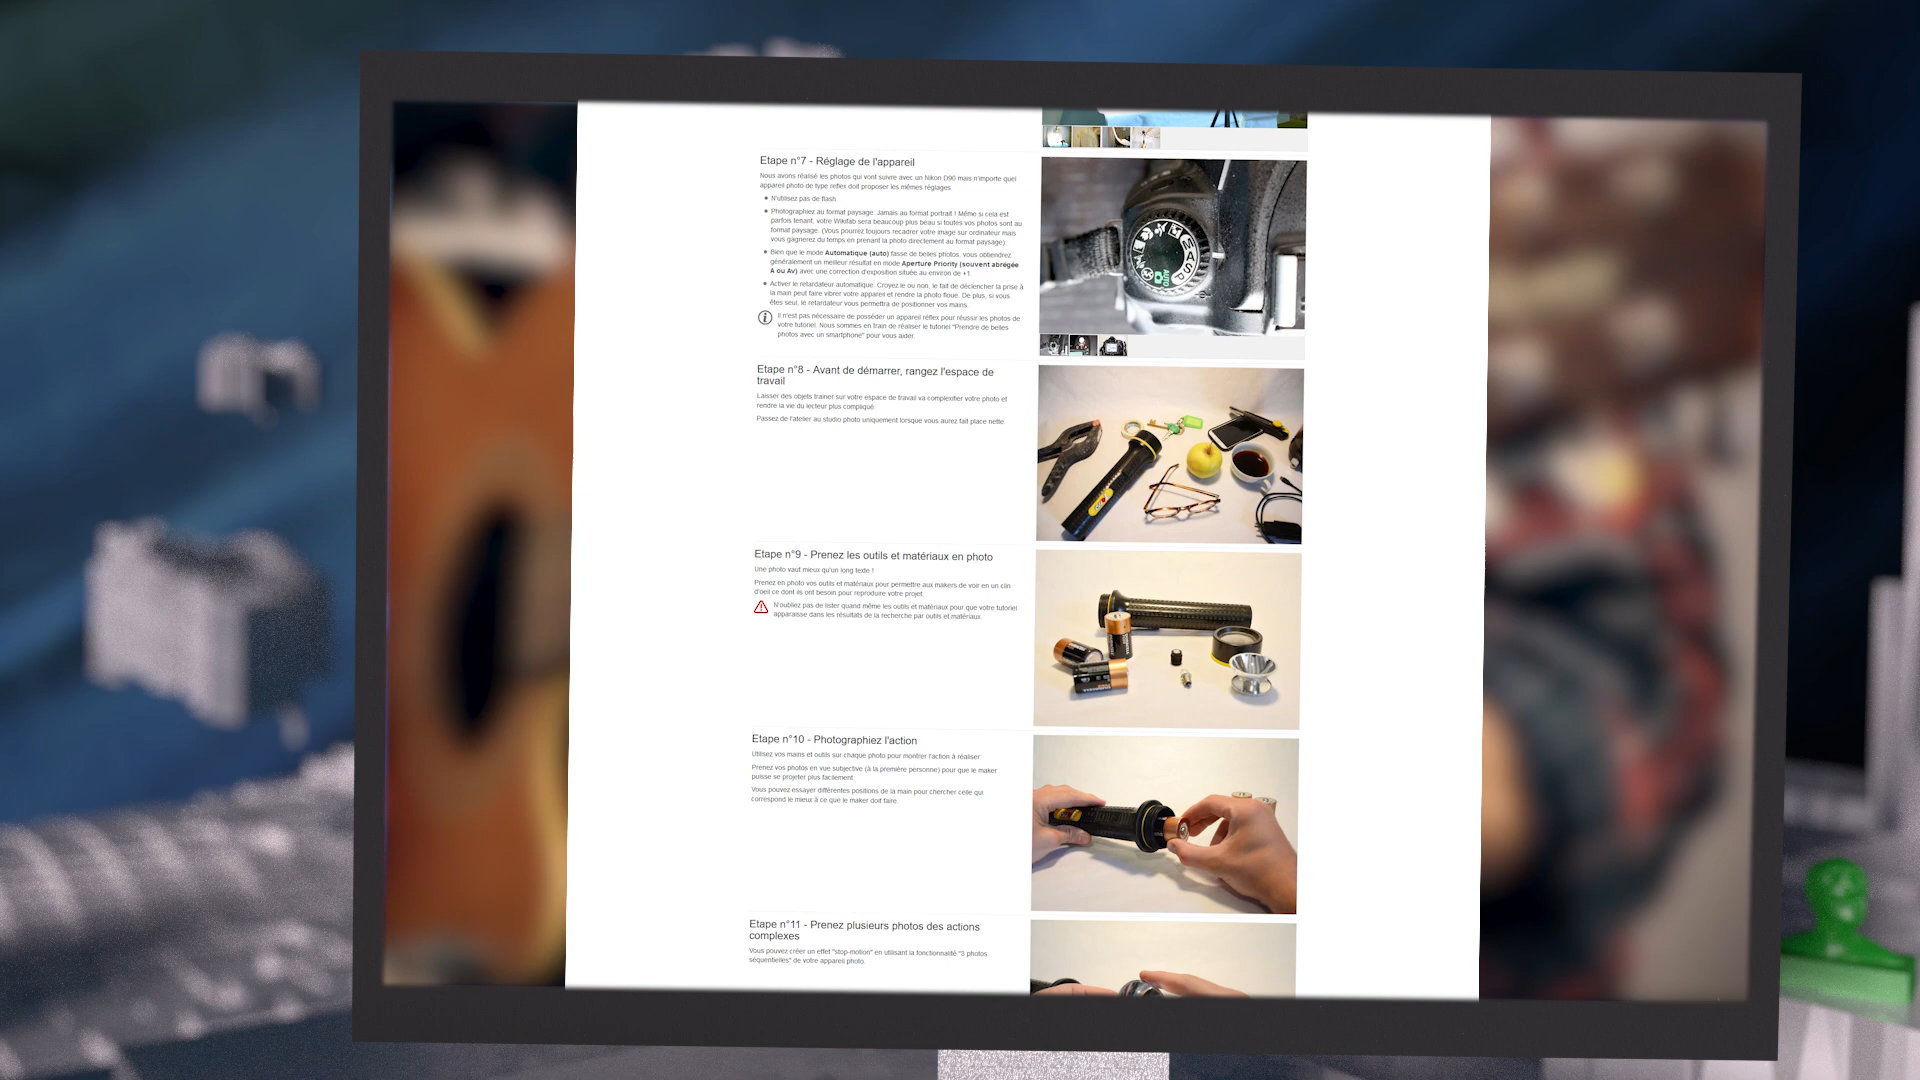 Etape n°7 - Réglage de l'appareil
Nous avons réalisé les photos qui vont suivre avec un Nikon D90 mais n'importe quel
appareil photo de type reflex doit proposer les mêmes réglages.
N'utilisez pas de flash.
Photographiez au format paysage. Jamais au format portrait ! Même si cela est
parfois tenant, votre Wikifab sera beaucoup plus beau si toutes vos photos sont au
format paysage. (Vous pourrez toujours recadrer votre image sur ordinateur mais
vous gagnerez du temps en prenant la photo directement au format paysage)
Bien que le mode Automatique (auto) fasse de belles photos, vous obtiendrez
généralement un meilleur résultat en mode Aperture Priority (souvent abrégée
A ou Av) avec une correction d'exposition située au environ de +1.
Activer le retardateur automatique. Croyez le ou non, le fait de déclencher la prise à
la main peut faire vibrer votre appareil et rendre la photo floue. De plus, si vous
êtes seul, le retardateur vous permettra de positionner vos mains.
Il n'est pas nécessaire de posséder un appareil réflex pour réussir les photos de
votre tutoriel. Nous sommes en train de réaliser le tutoriel "Prendre de belles
photos avec un smartphone" pour vous aider.
M A S P
AUTO
Etape n°8 - Avant de démarrer, rangez l'espace de
travail
Laisser des objets trainer sur votre espace de travail va complexifier votre photo et
rendre la vie du lecteur plus compliqué.
Passez de l'atelier au studio photo uniquement lorsque vous aurez fait place nette.
Etape n°9 - Prenez les outils et matériaux en photo
Une photo vaut mieux qu'un long texte !
Prenez en photo vos outils et matériaux pour permettre aux makers de voir en un clin
d'oeil ce dont ils ont besoin pour reproduire votre projet.
N'oubliez pas de lister quand même les outils et matériaux pour que votre tutoriel
apparaisse dans les résultats de la recherche par outils et matériaux.
Etape n°10 - Photographiez l'action
Utilisez vos mains et outils sur chaque photo pour montrer l'action à réaliser.
Prenez vos photos en vue subjective (à la première personne) pour que le maker
puisse se projeter plus facilement.
Vous pouvez essayer différentes positions de la main pour chercher celle qui
correspond le mieux à ce que le maker doit faire.
Etape n°11 - Prenez plusieurs photos des actions
complexes
Vous pouvez créer un effet "stop-motion" en utilisant la fonctionnalité "3 photos
séquentielles" de votre appareil photo.